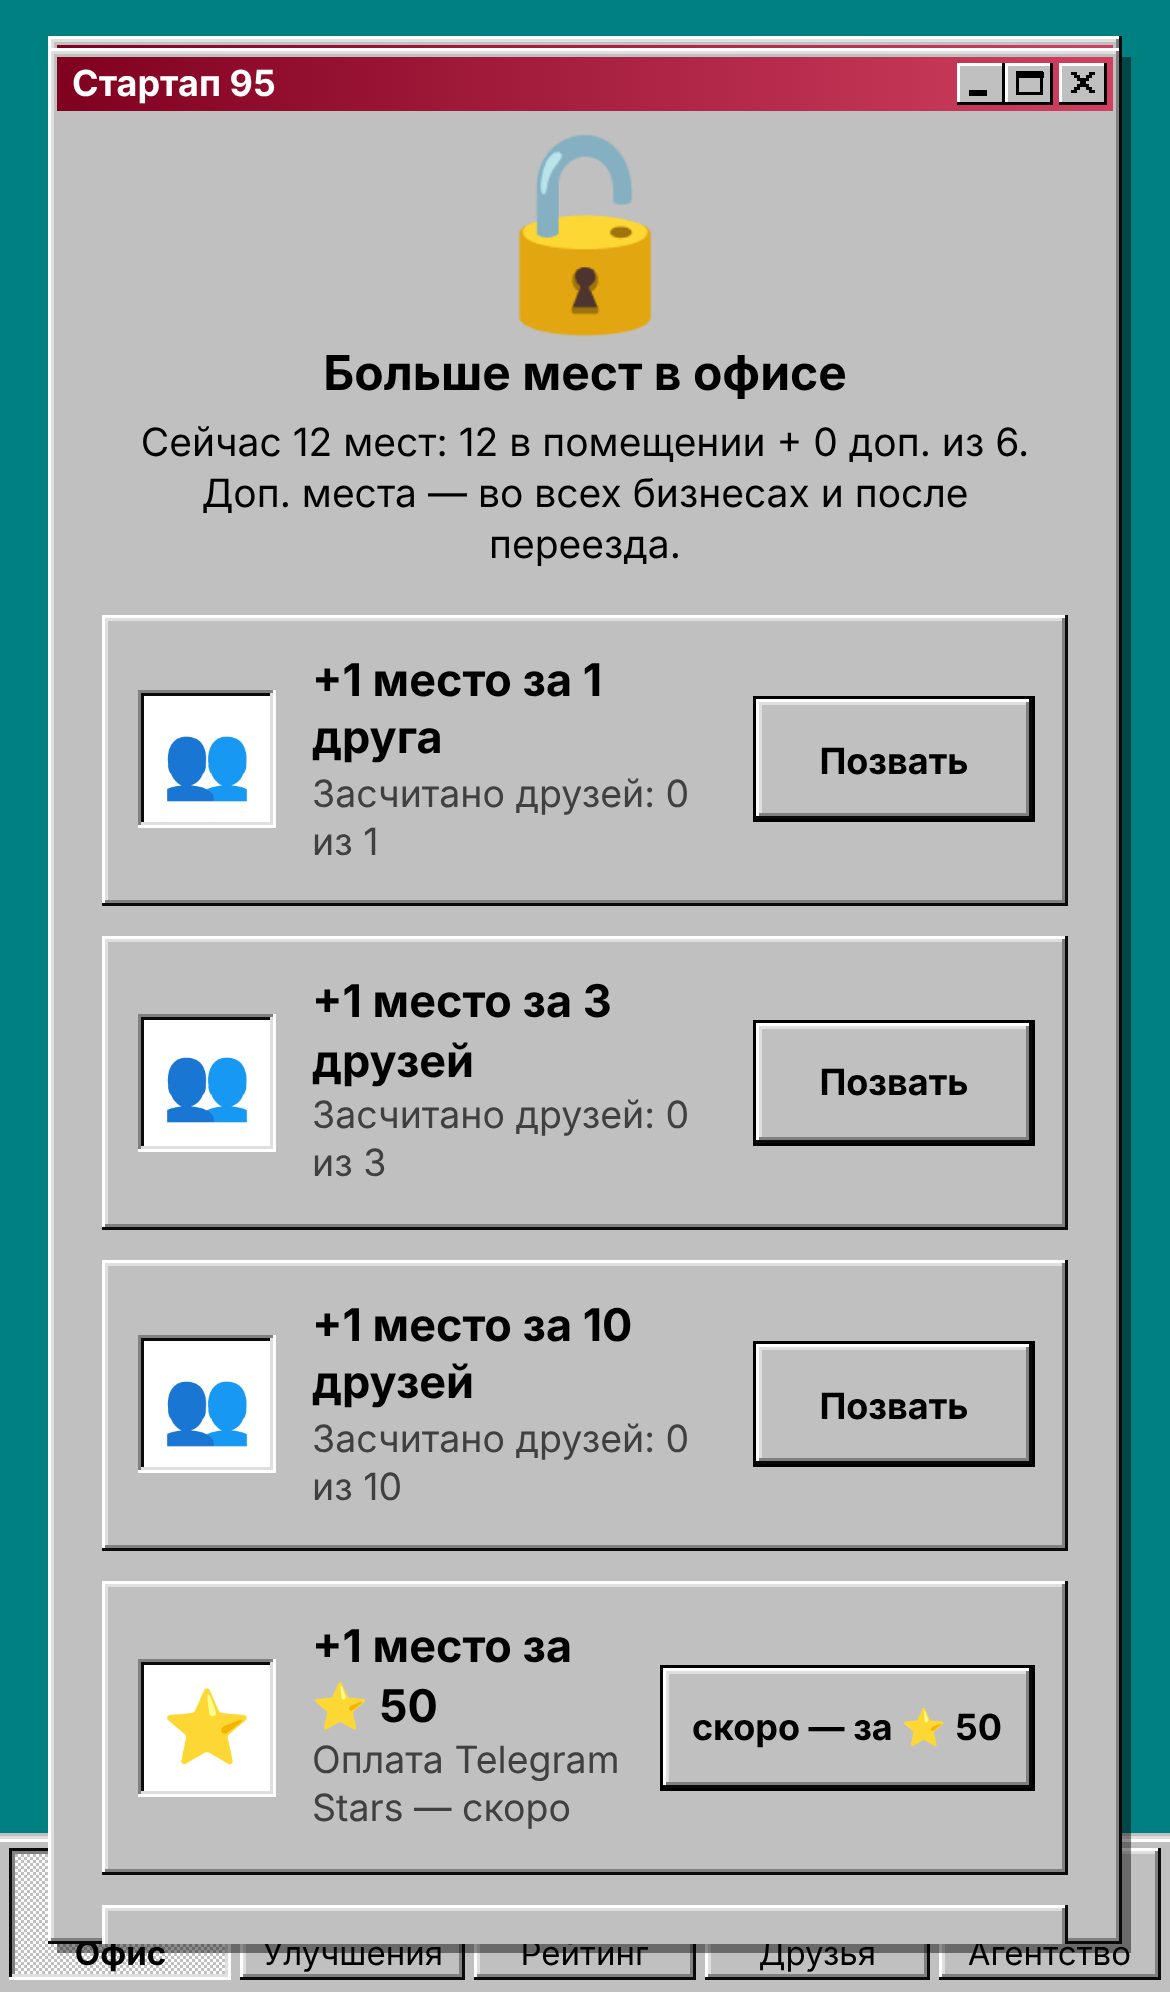 Стартап 95
Больше мест в офисе
Сейчас 12 мест: 12 в помещении + 0 доп. из 6.
Доп. места — во всех бизнесах и после
переезда.
+1 место за 1
друга
Засчитано друзей: 0
из 1
Позвать
+1 место за 3
друзей
Засчитано друзей: 0
из 3
Позвать
+1 место за 10
друзей
Засчитано друзей: 0
из 10
Позвать
+1 место за
⭐ 50
Оплата Telegram
Stars — скоро
скоро — за ⭐ 50
Офис
Улучшения
Рейтинг
Друзья
Агентство